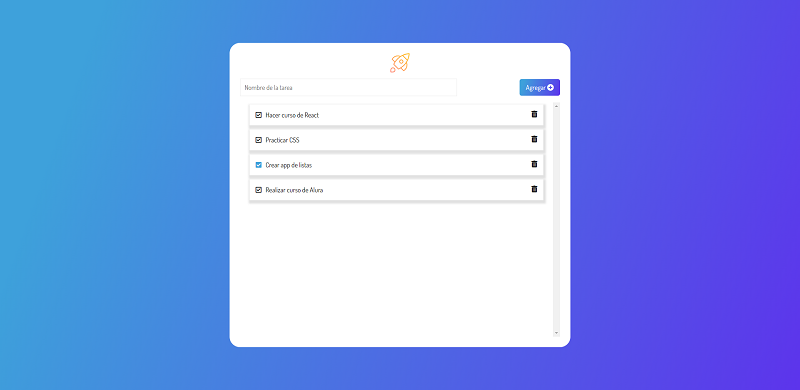 Nombre de la tarea
Agregar
Hacer curso de React
Practicar CSS
Crear app de listas
Realizar curso de Alura